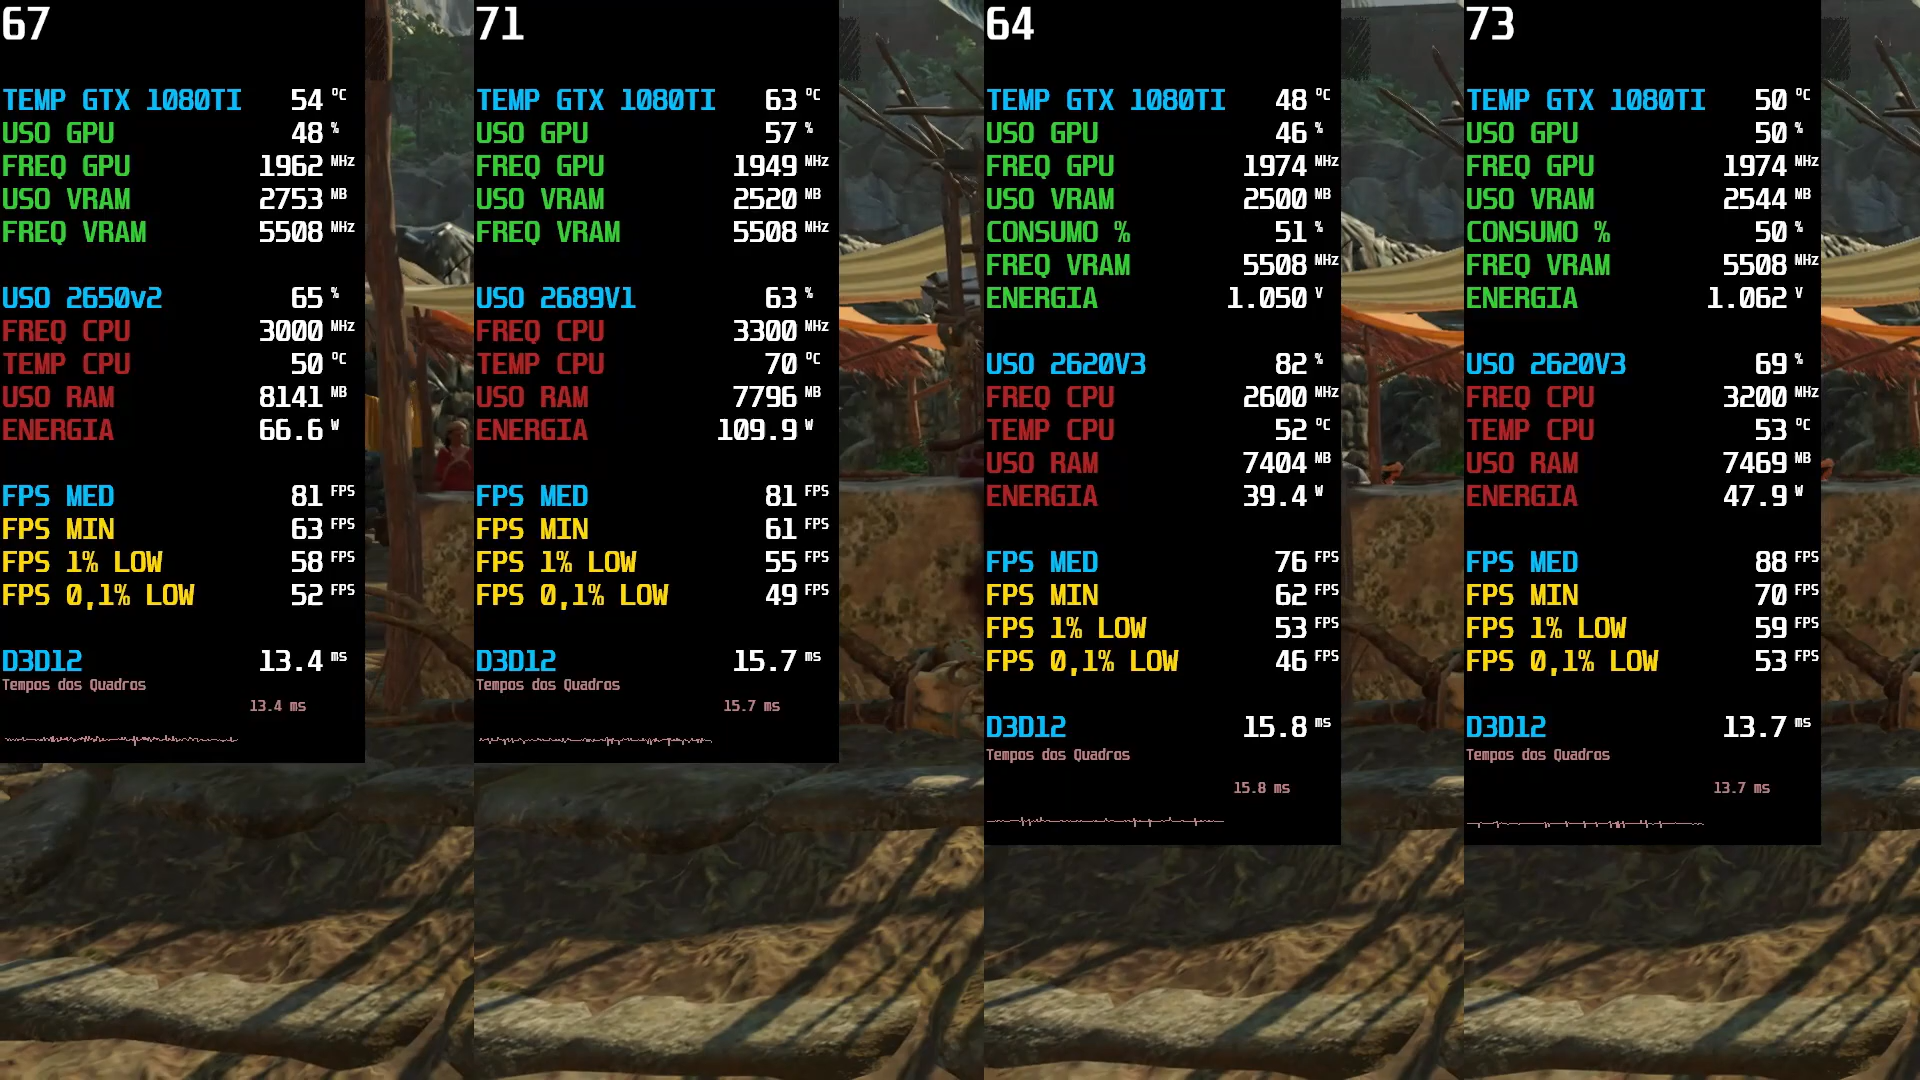 67
TEMP GTX 1080TI 54 °C
USO GPU 48 %
FREQ GPU 1962 MHz
USO VRAM 2753 MB
FREQ VRAM 5508 MHz
USO 2650v2 65 %
FREQ CPU 3000 MHz
TEMP CPU 50 °C
USO RAM 8141 MB
ENERGIA 66.6 W
FPS MED 81 FPS
FPS MIN 63 FPS
FPS 1% LOW 58 FPS
FPS 0,1% LOW 52 FPS
D3D12 13.4 ms
Tempos dos Quadros
13.4 ms
71
TEMP GTX 1080TI 63 °C
USO GPU 57 %
FREQ GPU 1949 MHz
USO VRAM 2520 MB
FREQ VRAM 5508 MHz
USO 2689V1 63 %
FREQ CPU 3300 MHz
TEMP CPU 70 °C
USO RAM 7796 MB
ENERGIA 109.9 W
FPS MED 81 FPS
FPS MIN 61 FPS
FPS 1% LOW 55 FPS
FPS 0,1% LOW 49 FPS
D3D12 15.7 ms
Tempos dos Quadros
15.7 ms
64
TEMP GTX 1080TI 48 °C
USO GPU 46 %
FREQ GPU 1974 MHz
USO VRAM 2500 MB
CONSUMO % 51 %
FREQ VRAM 5508 MHz
ENERGIA 1.050 V
USO 2620V3 82 %
FREQ CPU 2600 MHz
TEMP CPU 52 °C
USO RAM 7404 MB
ENERGIA 39.4 W
FPS MED 76 FPS
FPS MIN 62 FPS
FPS 1% LOW 53 FPS
FPS 0,1% LOW 46 FPS
D3D12 15.8 ms
Tempos dos Quadros
15.8 ms
73
TEMP GTX 1080TI 50 °C
USO GPU 50 %
FREQ GPU 1974 MHz
USO VRAM 2544 MB
CONSUMO % 50 %
FREQ VRAM 5508 MHz
ENERGIA 1.062 V
USO 2620V3 69 %
FREQ CPU 3200 MHz
TEMP CPU 53 °C
USO RAM 7469 MB
ENERGIA 47.9 W
FPS MED 88 FPS
FPS MIN 70 FPS
FPS 1% LOW 59 FPS
FPS 0,1% LOW 53 FPS
D3D12 13.7 ms
Tempos dos Quadros
13.7 ms